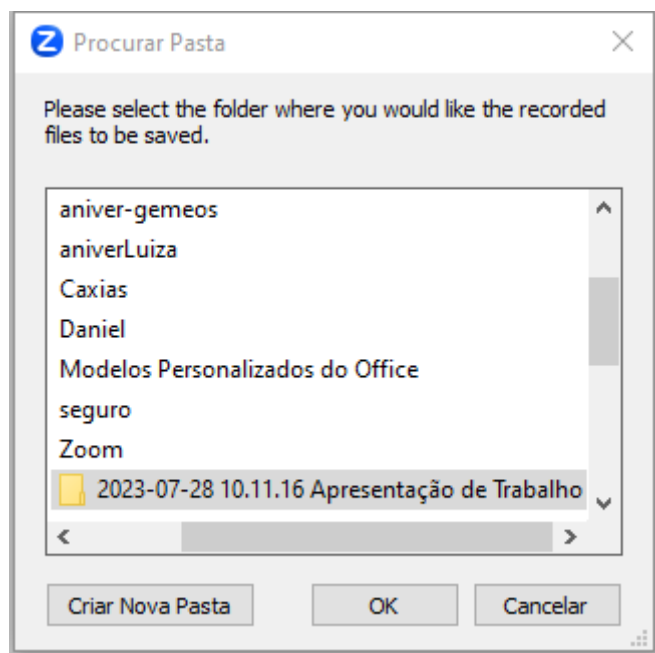 Z Procurar Pasta
Please select the folder where you would like the recorded
files to be saved.
aniver-gemeos
aniverLuiza
Caxias
Daniel
Modelos Personalizados do Office
seguro
Zoom
2023-07-28 10.11.16 Apresentação de Trabalho
Criar Nova Pasta OK Cancelar